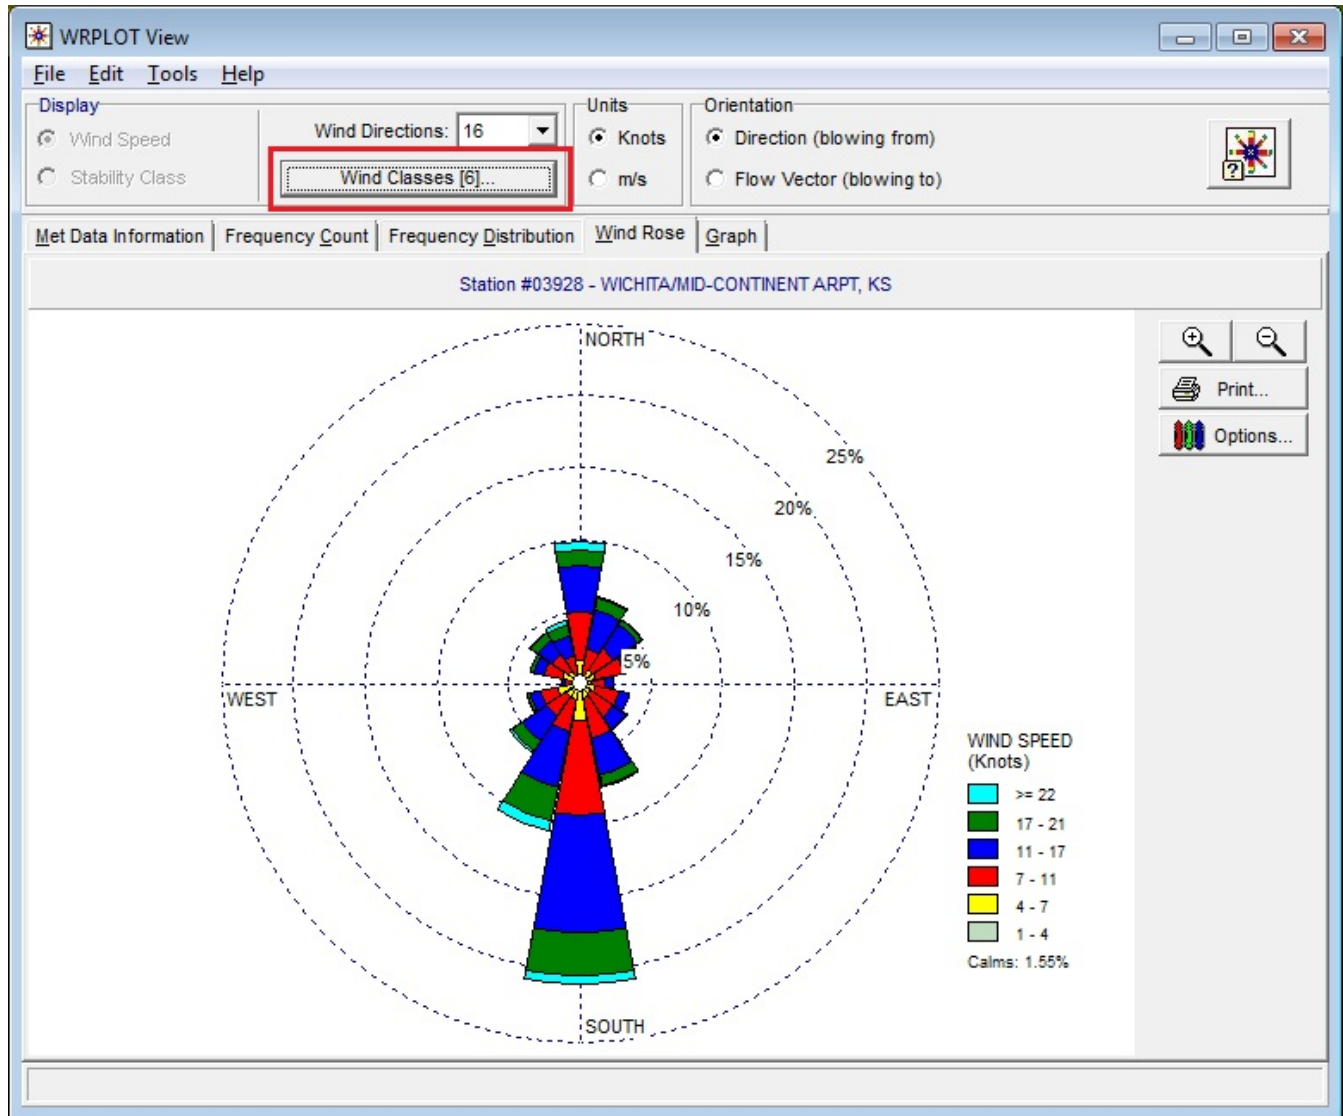 WRPLOT View
File Edit Tools Help
Display
Wind Speed
Stability Class
Wind Directions: 16
Wind Classes [6]...
Units
Knots
m/s
Orientation
Direction (blowing from)
Flow Vector (blowing to)
?
Met Data Information Frequency Count Frequency Distribution Wind Rose Graph
Station #03928 - WICHITA/MID-CONTINENT ARPT, KS
NORTH
25%
20%
15%
10%
5%
WEST
EAST
SOUTH
WIND SPEED
(Knots)
>= 22
17 - 21
11 - 17
7 - 11
4 - 7
1 - 4
Calms: 1.55%
Print...
Options...